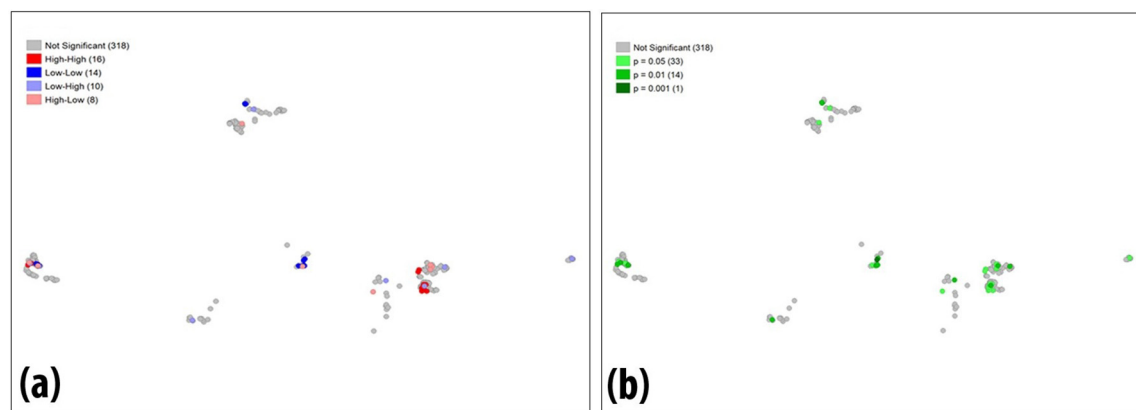 Not Significant (318)
High-High (16)
Low-Low (14)
Low-High (10)
High-Low (8)
(a)
Not Significant (318)
p = 0.05 (33)
p = 0.01 (14)
p = 0.001 (1)
(b)